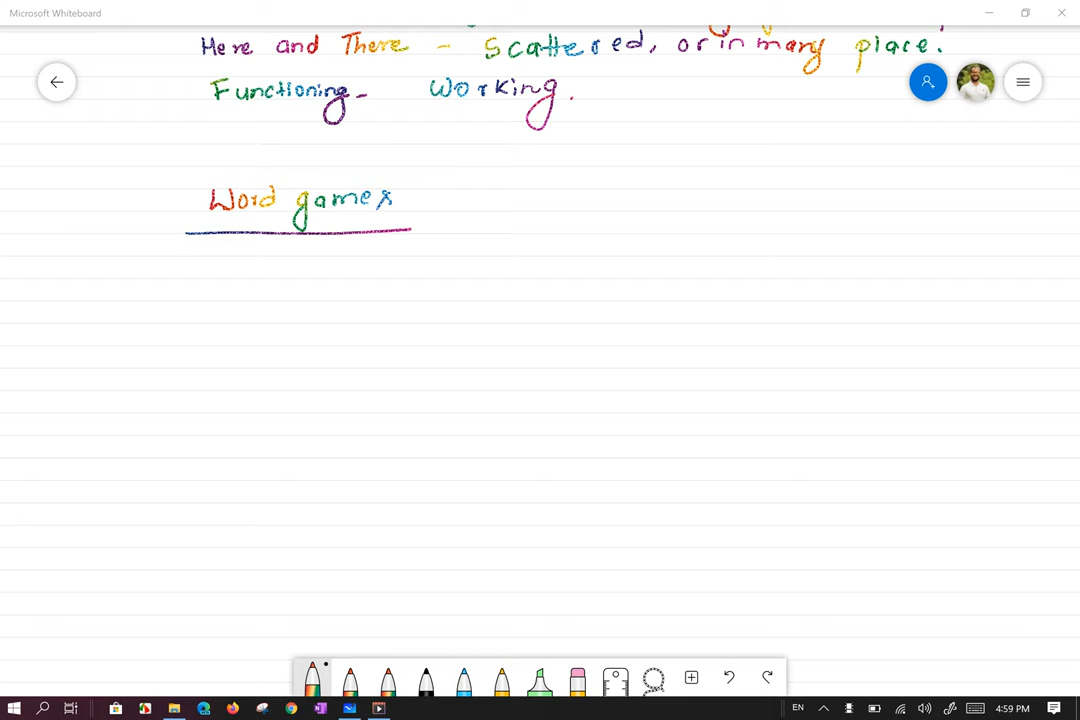 Microsoft Whiteboard
Here and There - Scattered, or in many place.
Functioning - Working.
Word games
EN
4:59 PM